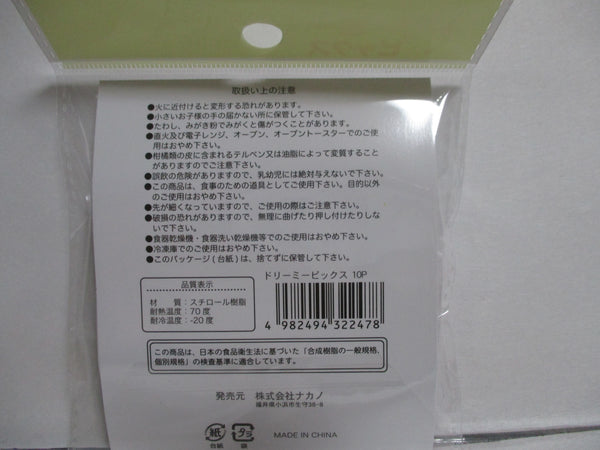 取扱い上の注意
●火に近付けると変形する恐れがあります。
●小さいお子様の手の届かない所に保管して下さい。
●たわし、みがき粉でみがくと傷がつくことがあります。
●直火及び電子レンジ、オーブン、オーブントースターでのご使
用はおやめ下さい。
●柑橘類の皮に含まれるテルペン又は油脂によって変質すること
がありますのでご注意下さい。
●誤飲の危険がありますので、乳幼児には絶対与えないで下さい。
●この商品は、食事のための道具としてご使用下さい。目的以外
のご使用はおやめ下さい。
●先が細くなっていますので、ご使用の際はご注意下さい。
●破損の恐れがありますので、無理に曲げたり押し付けたりしな
いで下さい。
●食器乾燥機・食器洗い乾燥機等でのご使用はおやめ下さい。
●冷凍庫でのご使用はおやめ下さい。
●このパッケージ(台紙)は、捨てずに保管して下さい。
ドリーミーピックス 10P
品質表示
材　質：スチロール樹脂
耐熱温度：70度
耐冷温度：-20度
4 982494 322478
この商品は、日本の食品衛生法に基づいた「合成樹脂の一般規格、
個別規格」の検査基準に適合しています。
発売元　株式会社ナカノ
福井県小浜市生守36-8
紙
台紙
プラ
袋
MADE IN CHINA